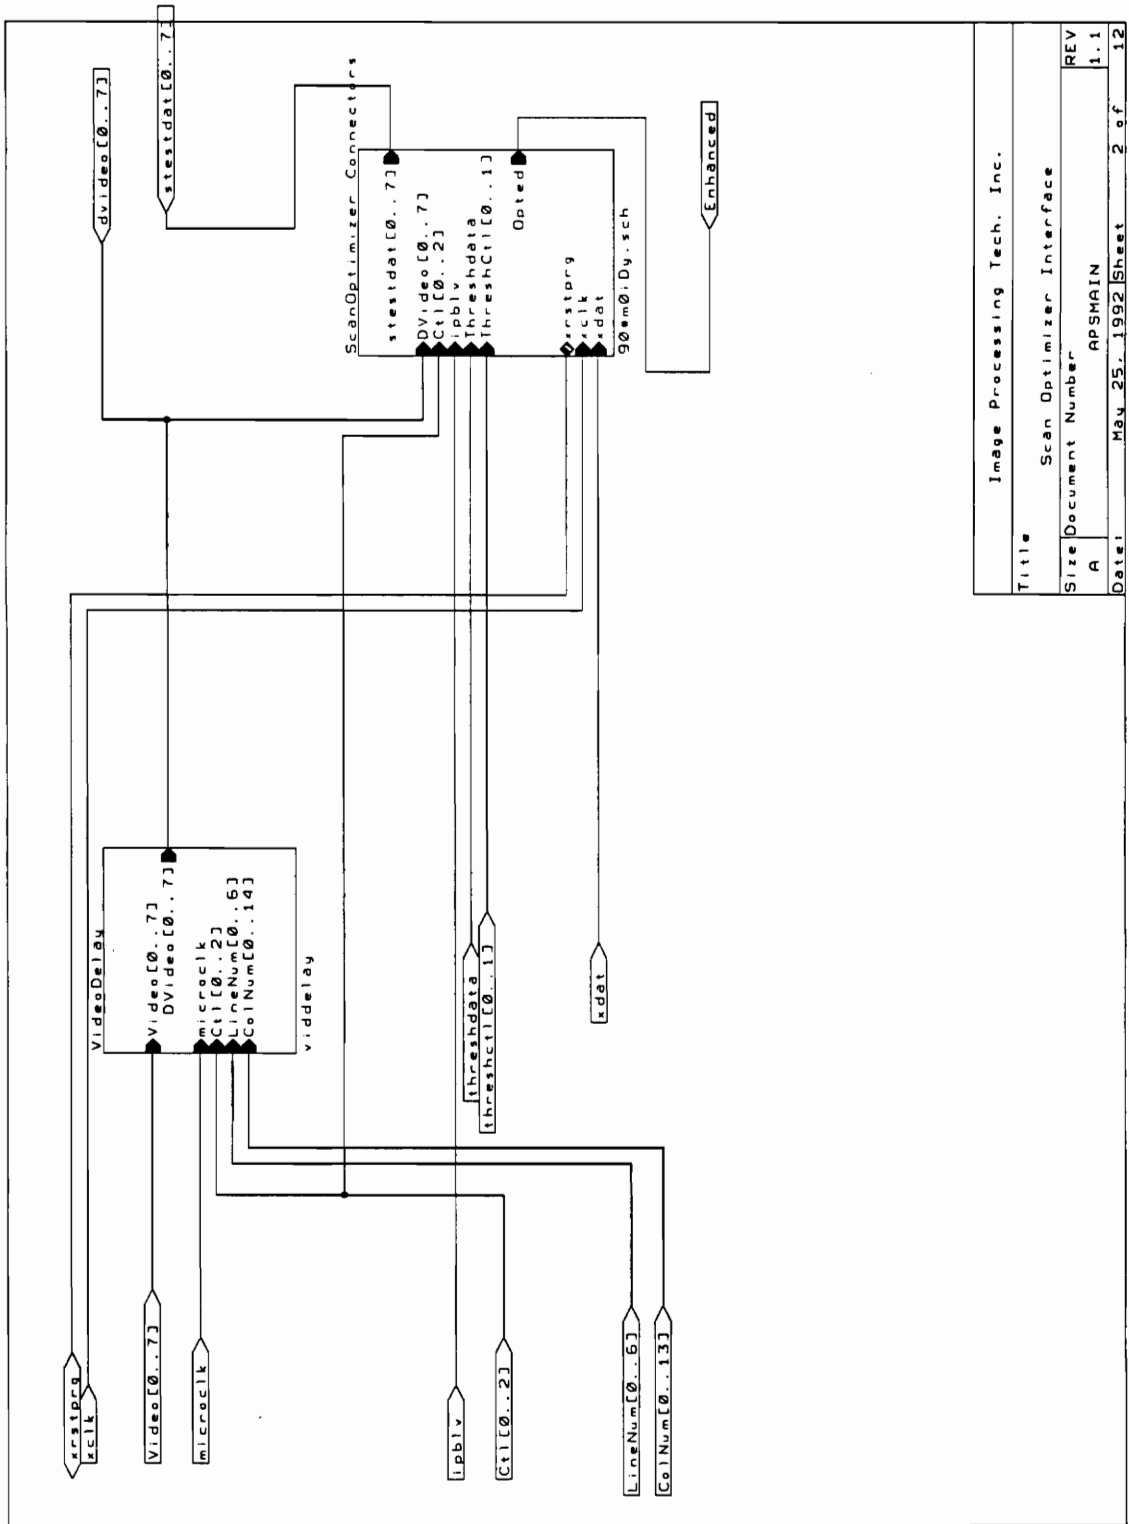 xrstprg
xclk
Video[0..7]
microclk
ipblv
Ctl[0..2]
LineNum[0..6]
ColNum[0..13]
VideoDelay
Video[0..7]
DVideo[0..7]
microclk
Ctl[0..2]
LineNum[0..6]
ColNum[0..14]
viddelay
threshdata
threshctl[0..1]
xdat
dvideo[0..7]
stestdat[0..7]
ScanOptimizer Connectors
stestdat[0..7]
DVideo[0..7]
Ctl[0..2]
ipblv
Threshdata
ThreshCtl[0..1]
Opted
xrstprg
xclk
xdat
Enhanced
Image Processing Tech. Inc.
Title
Scan Optimizer Interface
Size Document Number REV
A APSMAIN 1.1
Date: May 25, 1992 Sheet 2 of 12